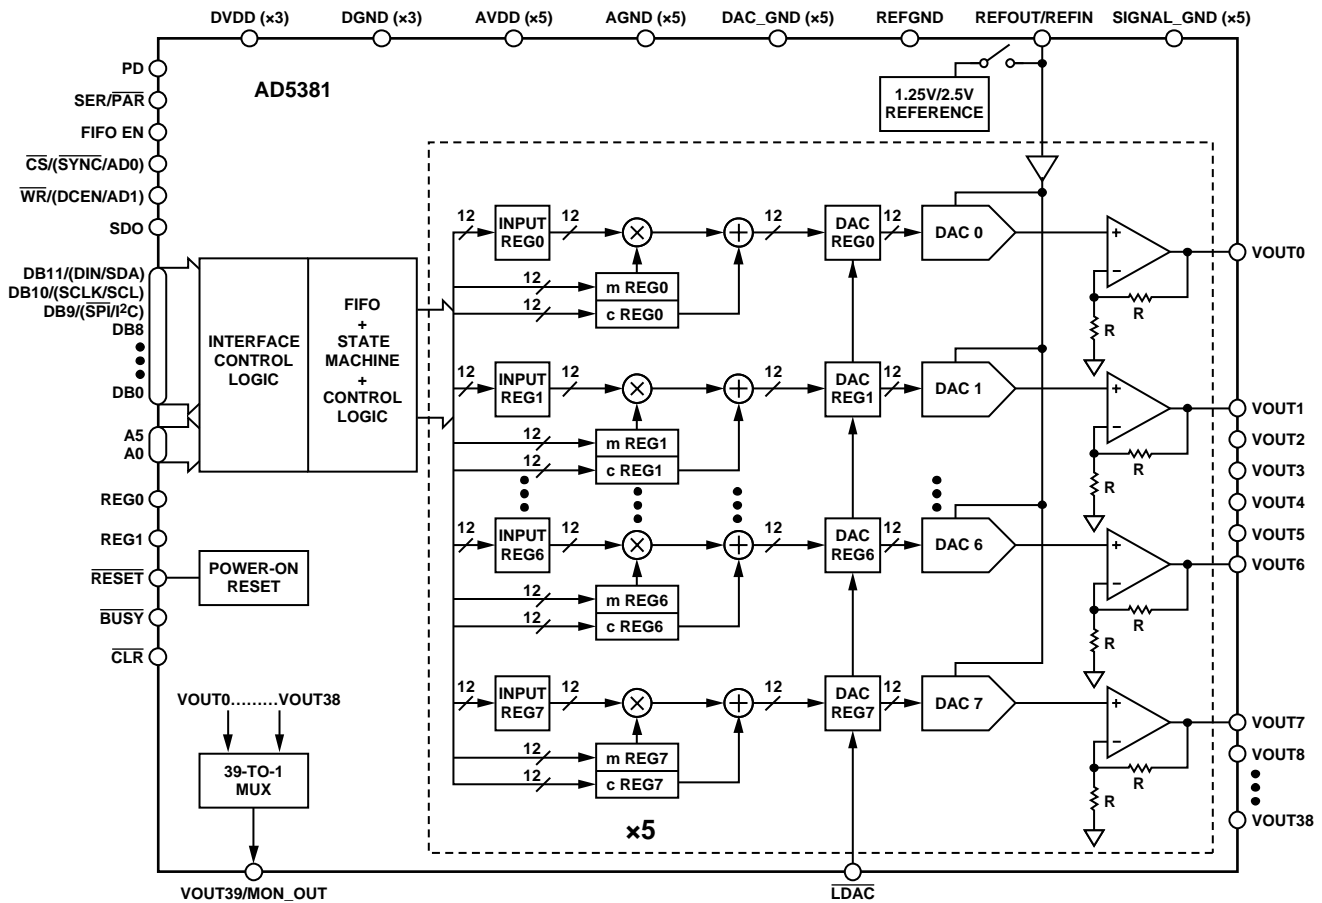 DVDD (×3)
DGND (×3)
AVDD (×5)
AGND (×5)
DAC_GND (×5)
REFGND
REFOUT/REFIN
SIGNAL_GND (×5)
PD
SER/PAR
FIFO EN
CS/(SYNC/AD0)
WR/(DCEN/AD1)
SDO
DB11/(DIN/SDA)
DB10/(SCLK/SCL)
DB9/(SPI/I²C)
DB8
DB0
A5
A0
REG0
REG1
RESET
BUSY
CLR
AD5381
1.25V/2.5V
REFERENCE
INTERFACE
CONTROL
LOGIC
FIFO
+
STATE
MACHINE
+
CONTROL
LOGIC
POWER-ON
RESET
VOUT0.........VOUT38
39-TO-1
MUX
VOUT39/MON_OUT
12
INPUT
REG0
12
×
+
12
DAC
REG0
12
DAC 0
+
−
R
R
VOUT0
12
m REG0
12
c REG0
12
INPUT
REG1
12
×
+
12
DAC
REG1
12
DAC 1
+
−
R
R
VOUT1
VOUT2
VOUT3
VOUT4
VOUT5
12
m REG1
12
c REG1
12
INPUT
REG6
12
×
+
12
DAC
REG6
12
DAC 6
+
−
R
R
VOUT6
12
m REG6
12
c REG6
12
INPUT
REG7
12
×
+
12
DAC
REG7
12
DAC 7
+
−
R
R
VOUT7
VOUT8
VOUT38
12
m REG7
12
c REG7
×5
LDAC